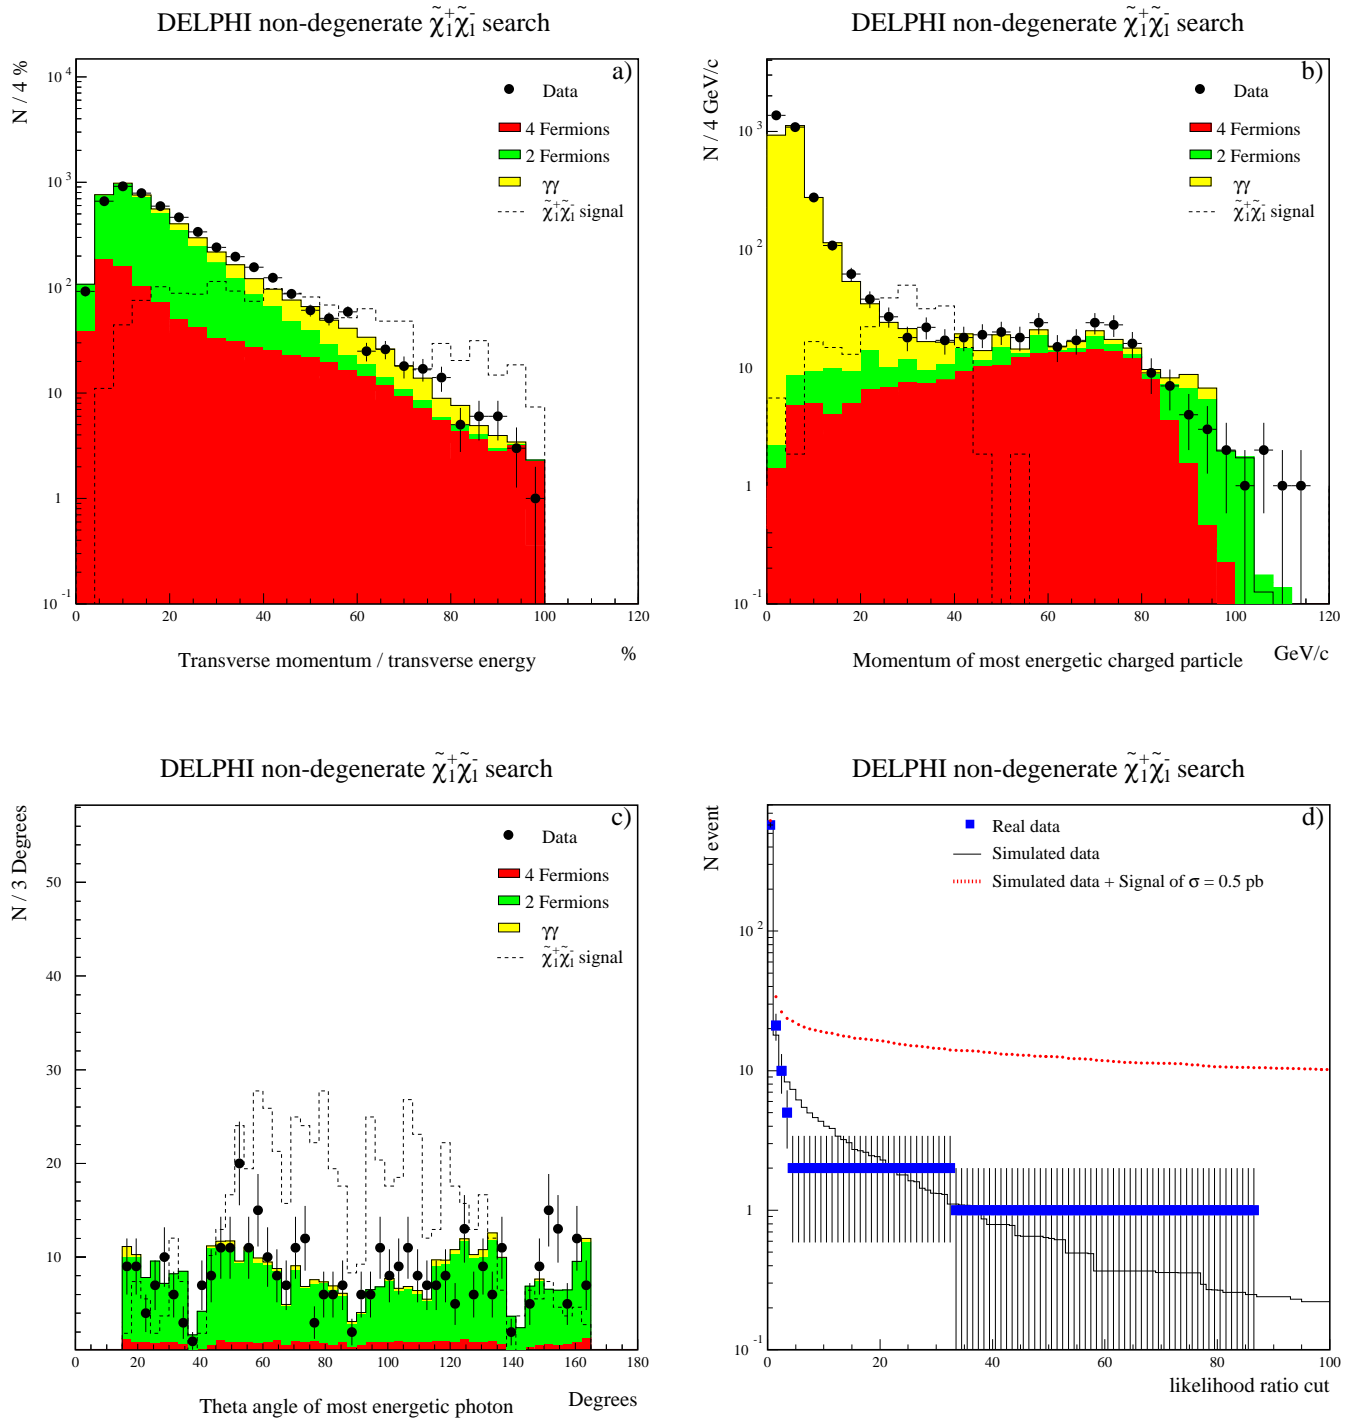 DELPHI non-degenerate χ̃₁⁺χ̃₁⁻ search
N / 4 %
a)
10⁴
10³
10²
10
1
10⁻¹
Data
4 Fermions
2 Fermions
γγ
χ̃₁⁺χ̃₁⁻ signal
0 20 40 60 80 100 120
Transverse momentum / transverse energy %
DELPHI non-degenerate χ̃₁⁺χ̃₁⁻ search
N / 4 GeV/c
b)
10³
10²
10
1
10⁻¹
Data
4 Fermions
2 Fermions
γγ
χ̃₁⁺χ̃₁⁻ signal
0 20 40 60 80 100 120
Momentum of most energetic charged particle GeV/c
DELPHI non-degenerate χ̃₁⁺χ̃₁⁻ search
N / 3 Degrees
c)
50
40
30
20
10
0
Data
4 Fermions
2 Fermions
γγ
χ̃₁⁺χ̃₁⁻ signal
20 40 60 80 100 120 140 160 180
Theta angle of most energetic photon Degrees
DELPHI non-degenerate χ̃₁⁺χ̃₁⁻ search
N event
d)
10²
10
1
10⁻¹
Real data
Simulated data
Simulated data + Signal of σ = 0.5 pb
0 20 40 60 80 100
likelihood ratio cut